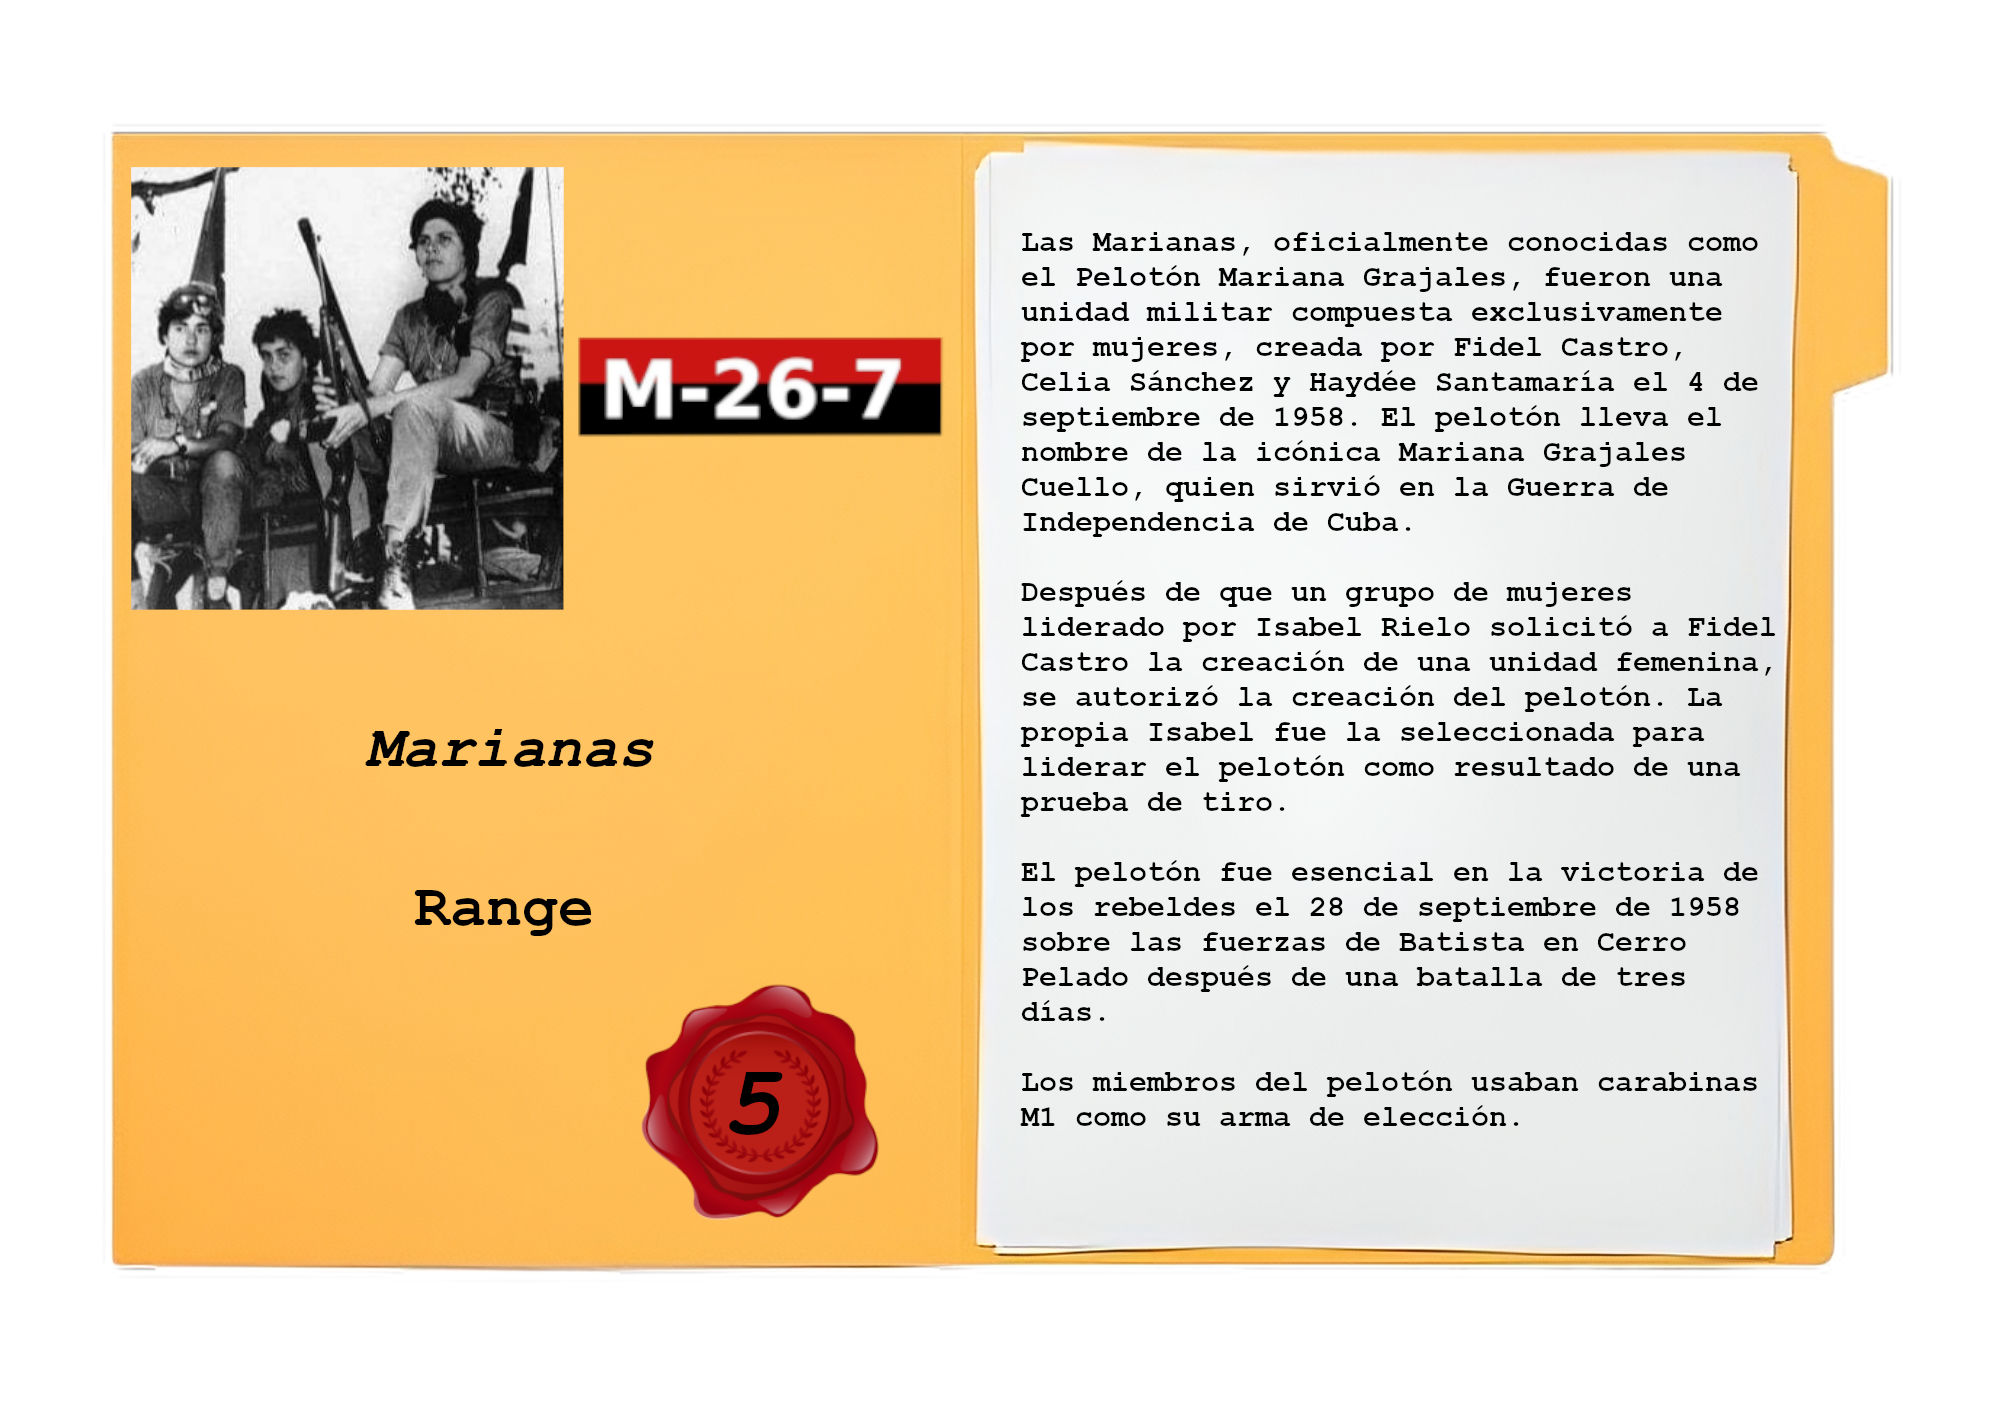 M-26-7
Marianas
Range
5
Las Marianas, oficialmente conocidas como
el Pelotón Mariana Grajales, fueron una
unidad militar compuesta exclusivamente
por mujeres, creada por Fidel Castro,
Celia Sánchez y Haydée Santamaría el 4 de
septiembre de 1958. El pelotón lleva el
nombre de la icónica Mariana Grajales
Cuello, quien sirvió en la Guerra de
Independencia de Cuba.
Después de que un grupo de mujeres
liderado por Isabel Rielo solicitó a Fidel
Castro la creación de una unidad femenina,
se autorizó la creación del pelotón. La
propia Isabel fue la seleccionada para
liderar el pelotón como resultado de una
prueba de tiro.
El pelotón fue esencial en la victoria de
los rebeldes el 28 de septiembre de 1958
sobre las fuerzas de Batista en Cerro
Pelado después de una batalla de tres
días.
Los miembros del pelotón usaban carabinas
M1 como su arma de elección.